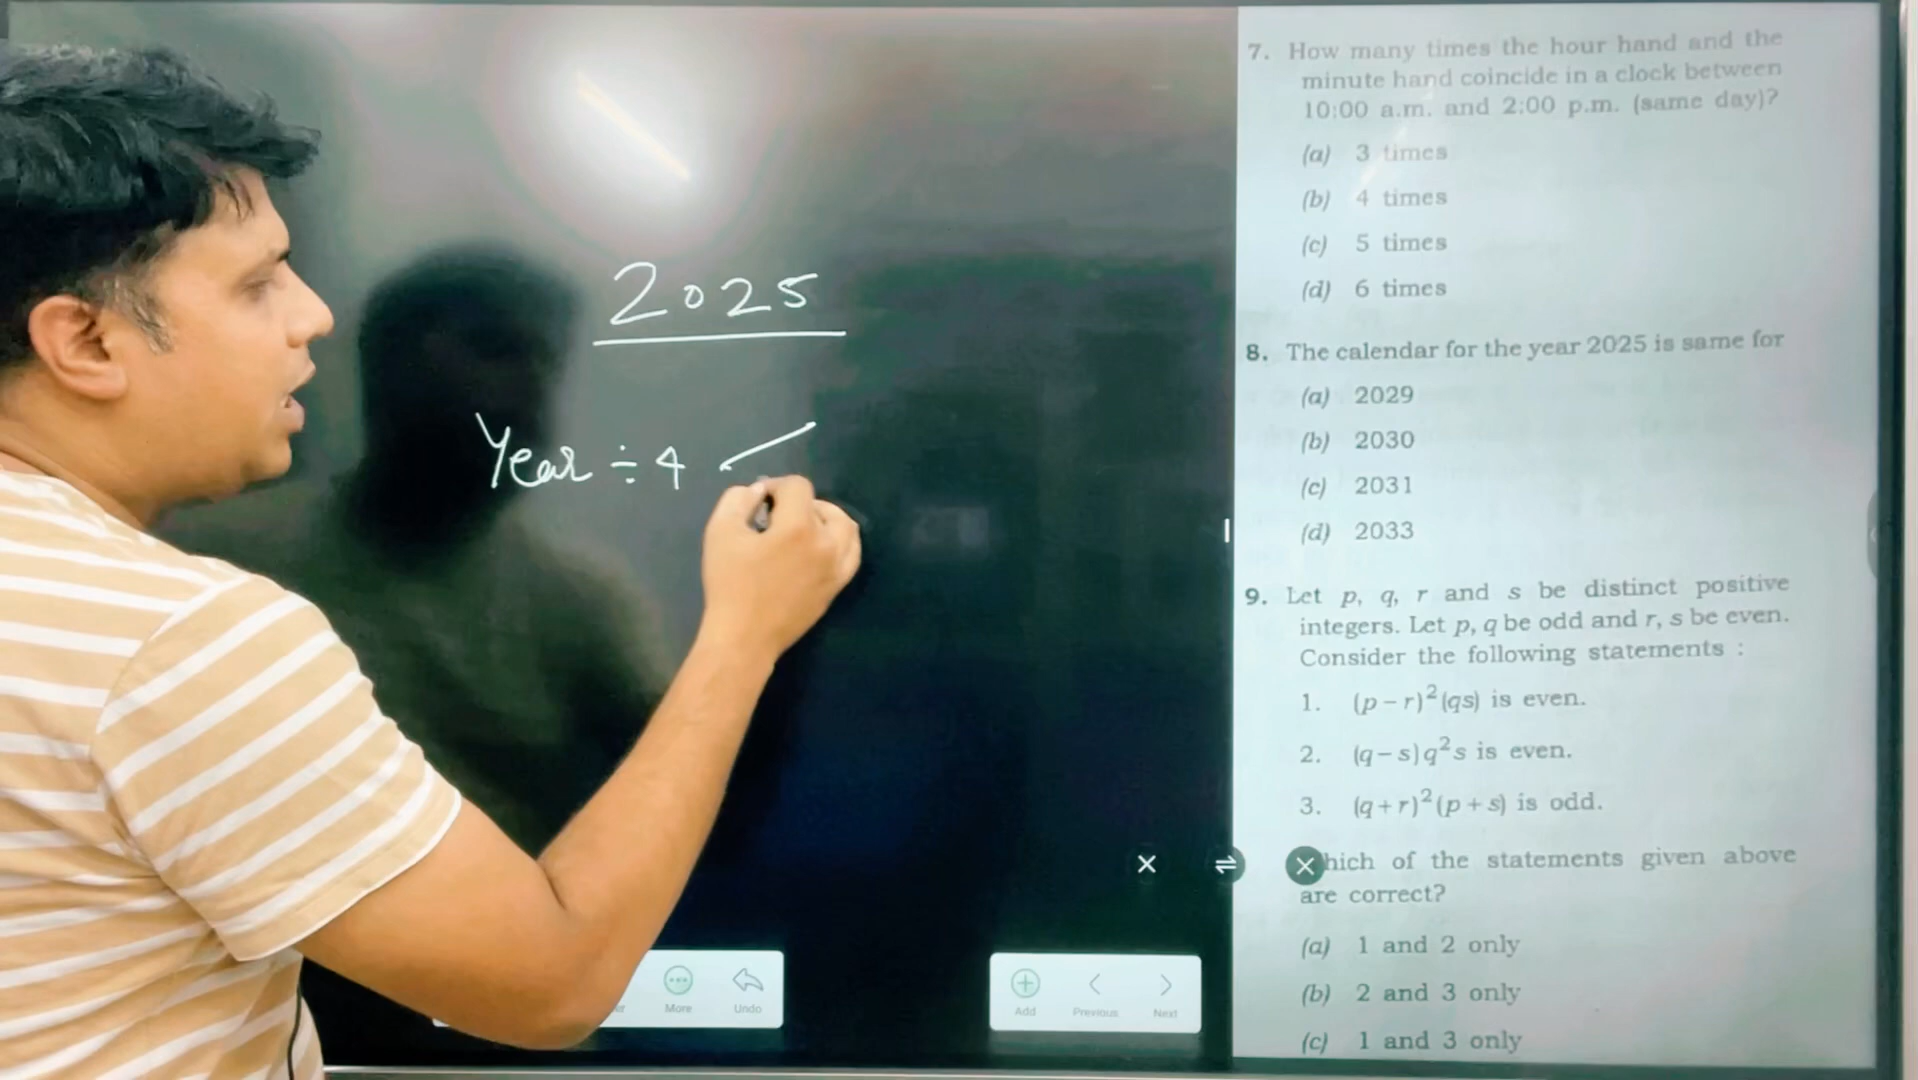 2025
Year ÷ 4
More
Undo
Add
Previous
Next
7. How many times the hour hand and the
minute hand coincide in a clock between
10:00 a.m. and 2:00 p.m. (same day)?
(a) 3 times
(b) 4 times
(c) 5 times
(d) 6 times
8. The calendar for the year 2025 is same for
(a) 2029
(b) 2030
(c) 2031
(d) 2033
9. Let p, q, r and s be distinct positive
integers. Let p, q be odd and r, s be even.
Consider the following statements :
1. (p − r)²(qs) is even.
2. (q − s)q²s is even.
3. (q + r)²(p + s) is odd.
hich of the statements given above
are correct?
(a) 1 and 2 only
(b) 2 and 3 only
(c) 1 and 3 only